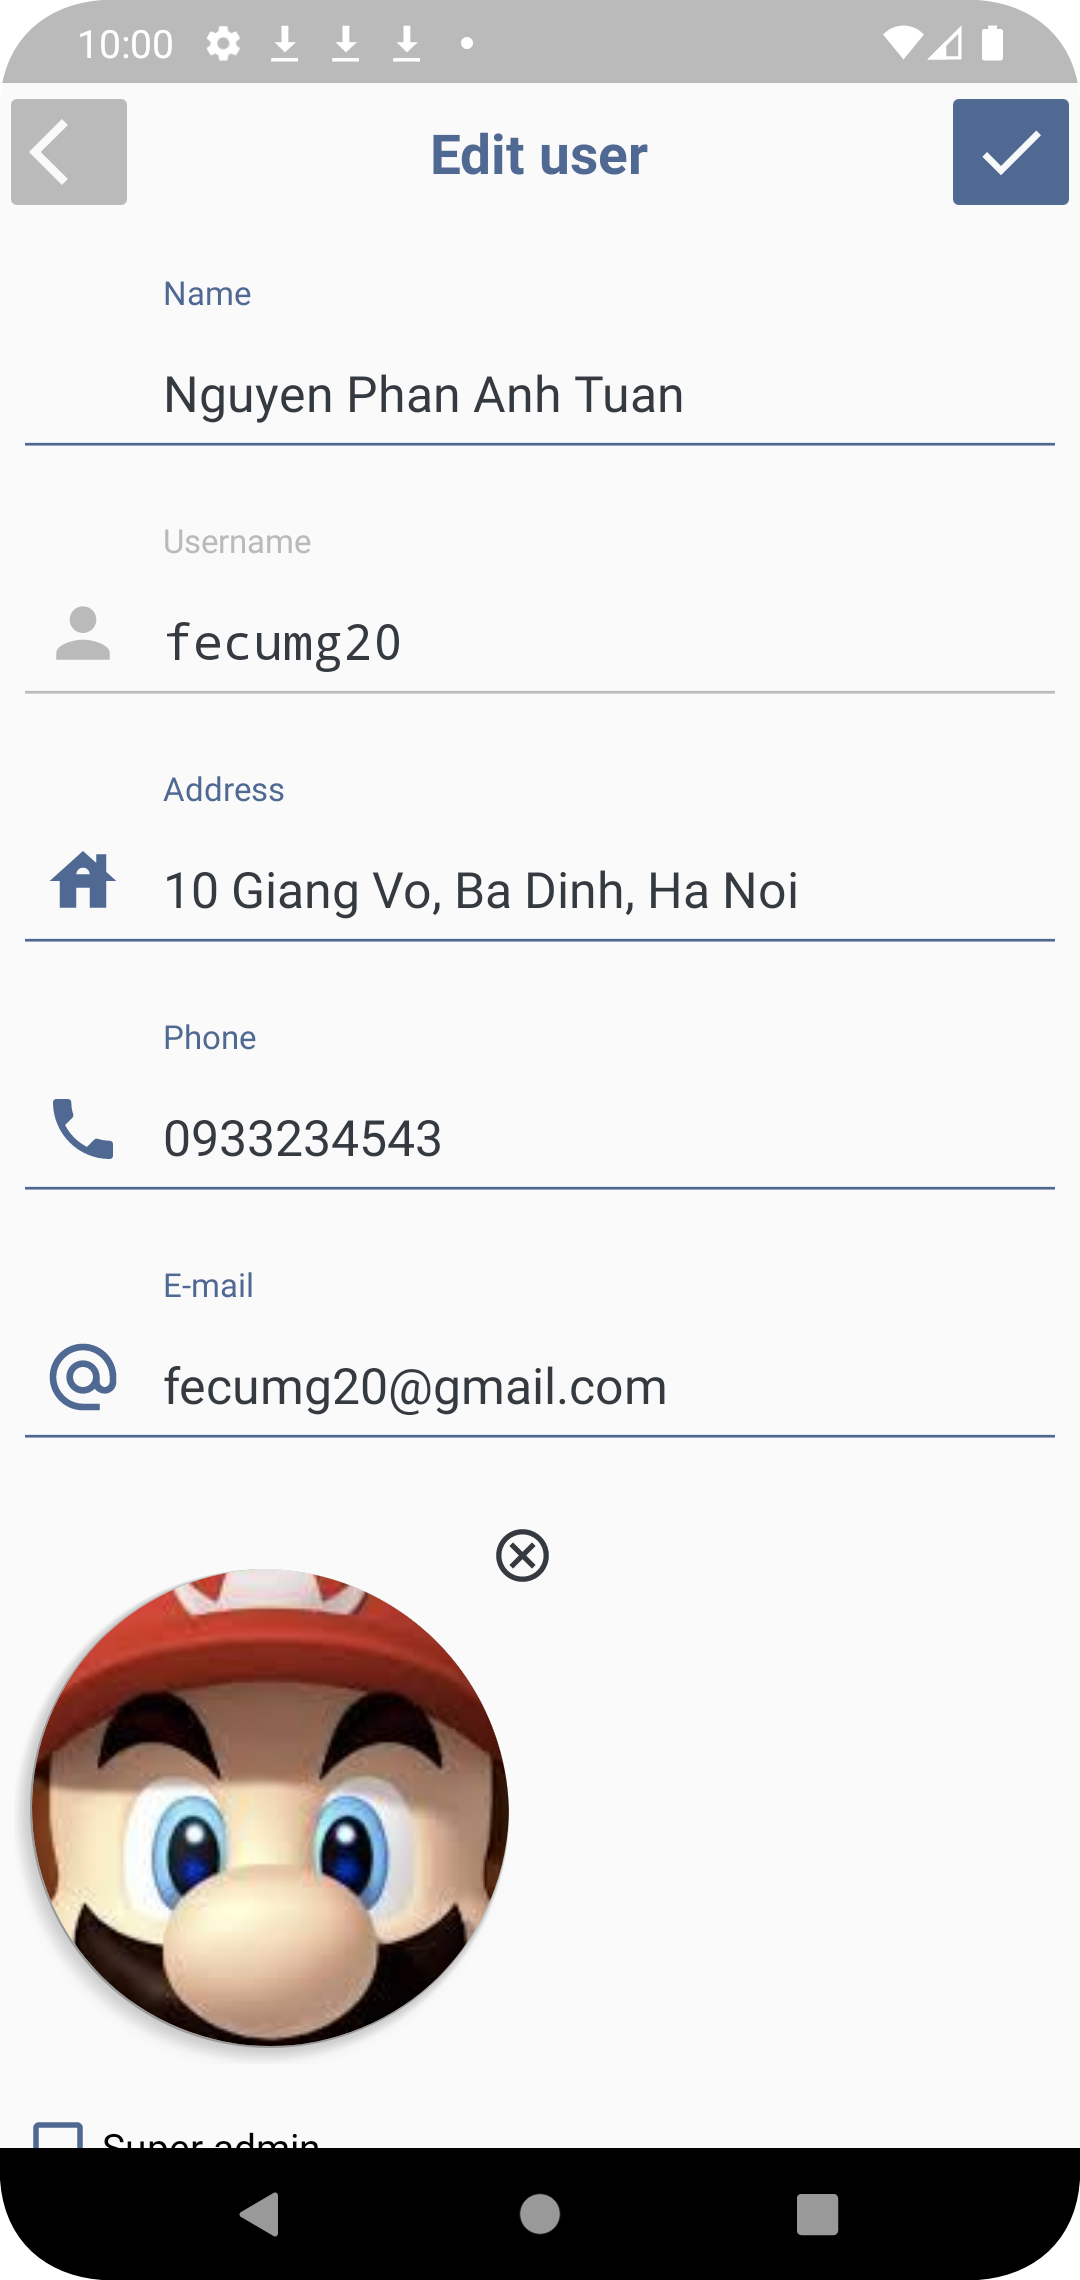 10:00
Edit user
Name
Nguyen Phan Anh Tuan
Username
fecumg20
Address
10 Giang Vo, Ba Dinh, Ha Noi
Phone
0933234543
E-mail
fecumg20@gmail.com
Super admin